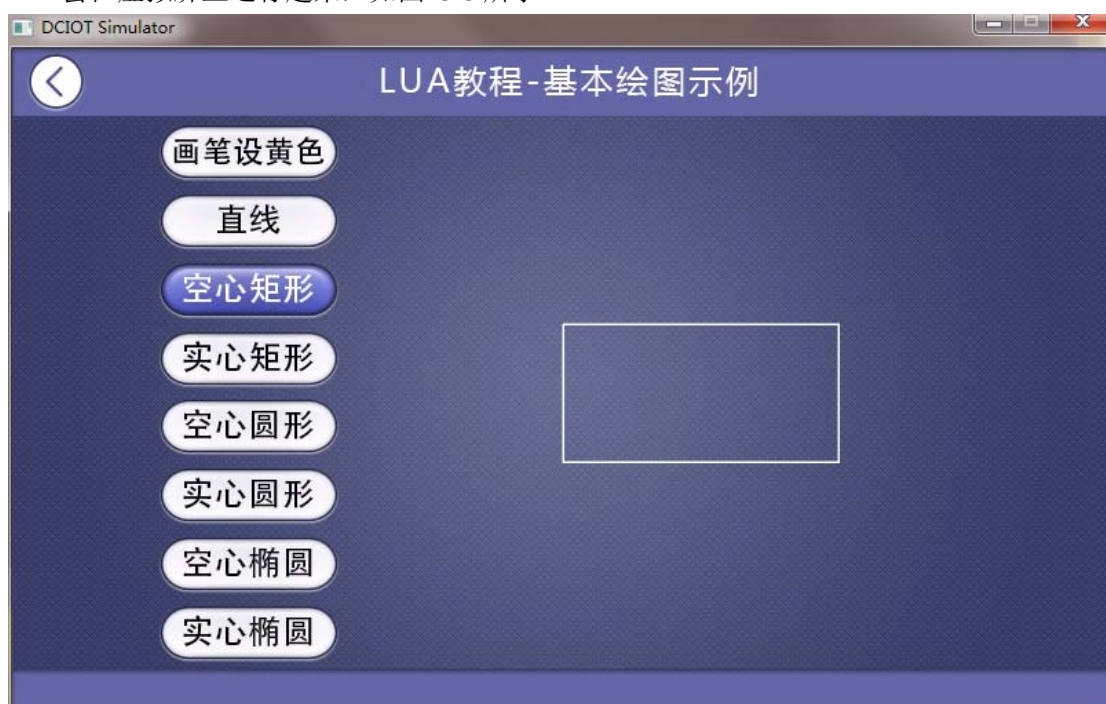 DCIOT Simulator
LUA教程-基本绘图示例
画笔设黄色
直线
空心矩形
实心矩形
空心圆形
实心圆形
空心椭圆
实心椭圆